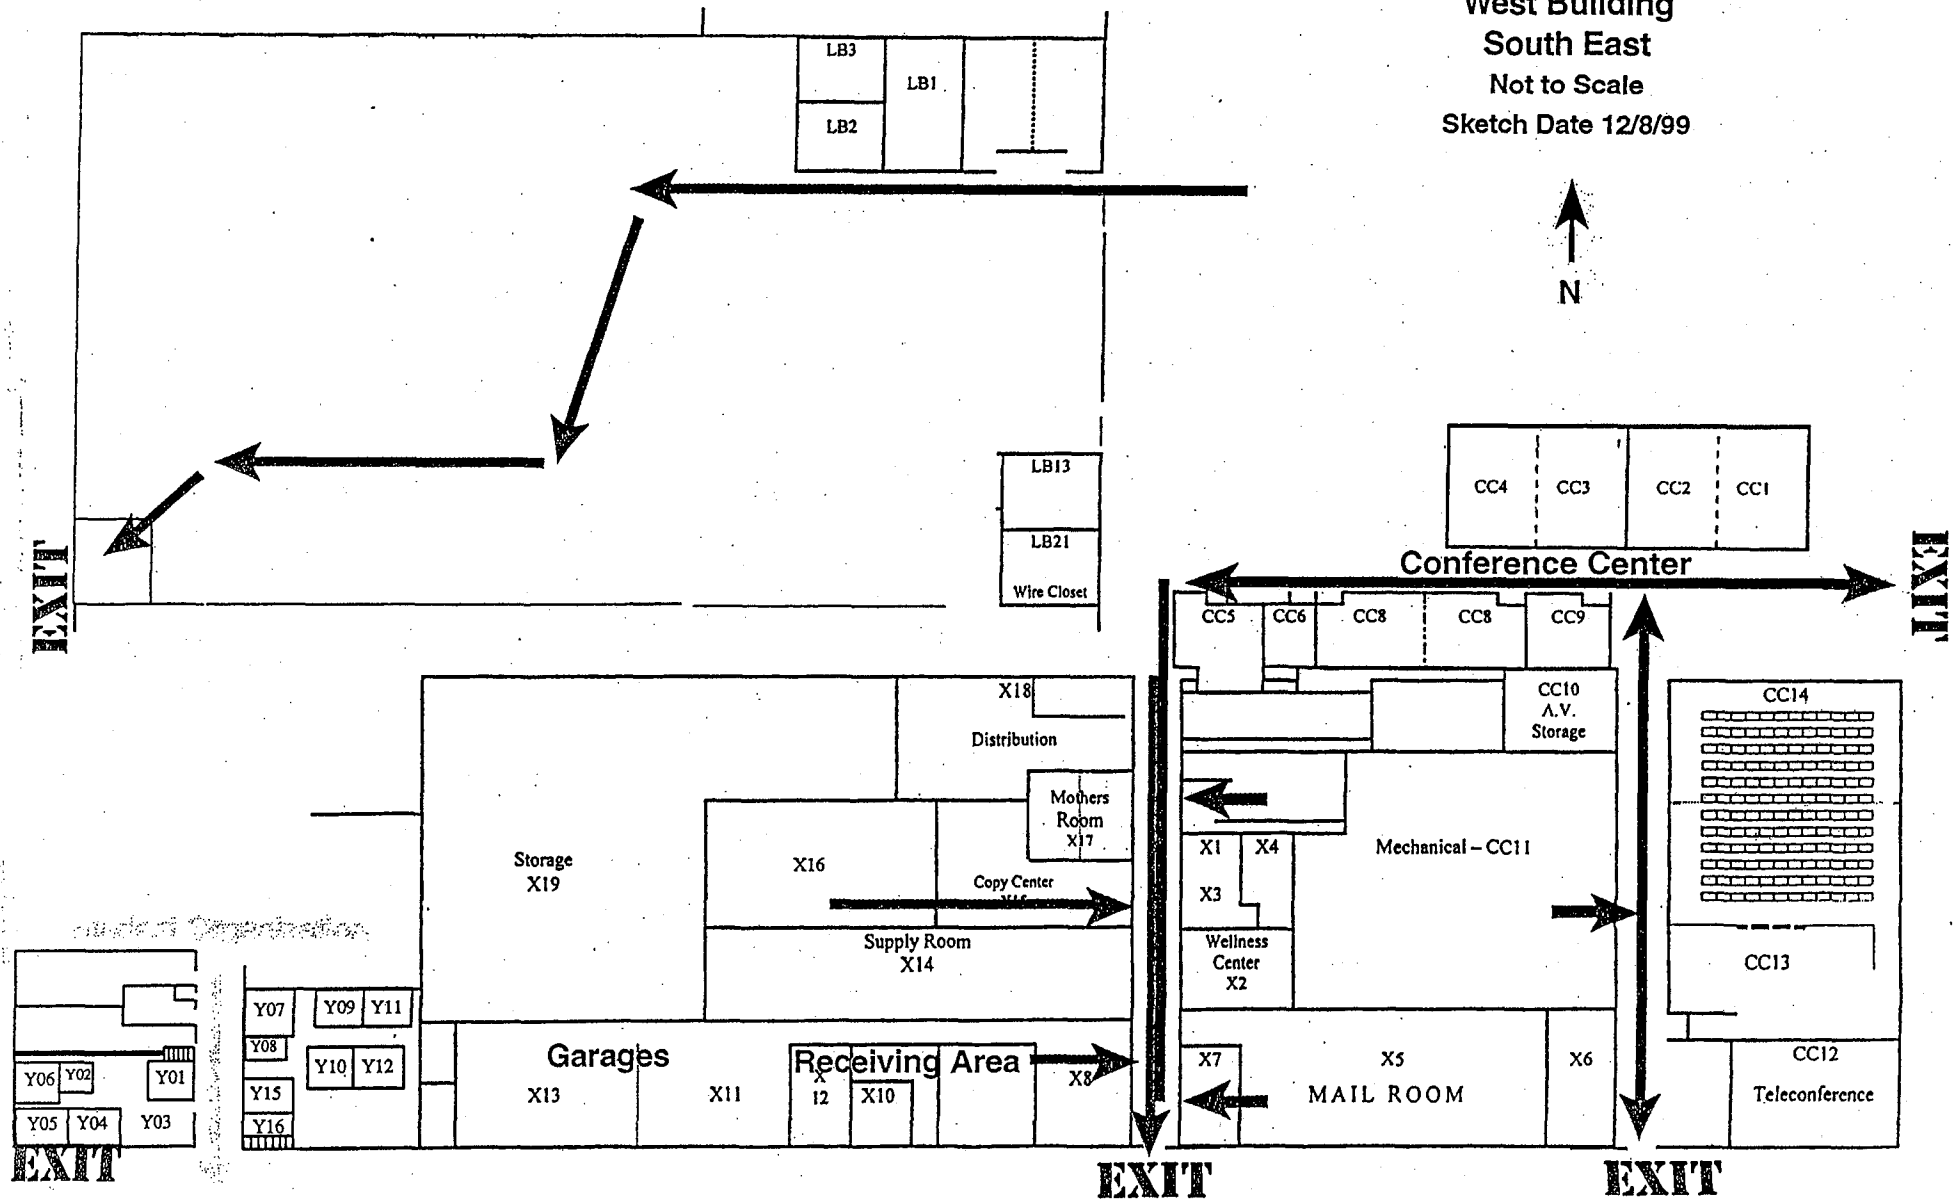 West Building
South East
Not to Scale
Sketch Date 12/8/99
N
LB3
LB1
LB2
LB13
LB21
Wire Closet
CC4
CC3
CC2
CC1
Conference Center
EXIT
EXIT
CC5
CC6
CC8
CC8
CC9
X18
Distribution
CC10
A.V.
Storage
CC14
Mothers
Room
X17
Storage
X19
X16
Copy Center
X1
X4
X3
Mechanical – CC11
Supply Room
X14
Wellness
Center
X2
CC13
Y07
Y09
Y11
Y08
Y10
Y12
Y15
Y16
Y06
Y02
Y01
Y05
Y04
Y03
EXIT
Garages
X13
X11
Receiving Area
X
12
X10
X8
X7
X5
MAIL ROOM
X6
CC12
Teleconference
EXIT
EXIT